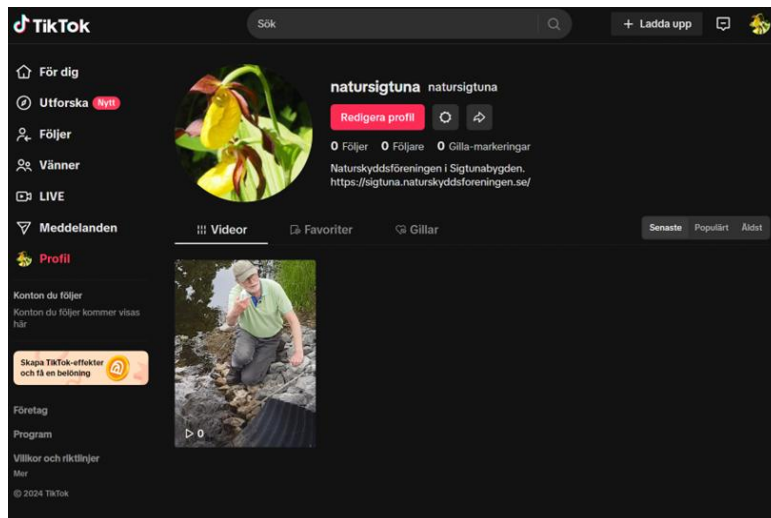 TikTok
Sök
Ladda upp
För dig
Utforska Nytt
Följer
Vänner
LIVE
Meddelanden
Profil
Konton du följer
Konton du följer kommer visas
här
Skapa TikTok-effekter
och få en belöning
Företag
Program
Villkor och riktlinjer
Mer
© 2024 TikTok
natursigtuna natursigtuna
Redigera profil
0 Följer 0 Följare 0 Gilla-markeringar
Naturskyddsföreningen i Sigtunabygden.
https://sigtuna.naturskyddsforeningen.se/
Videor Favoriter Gillar
Senaste Populärt Äldst
0